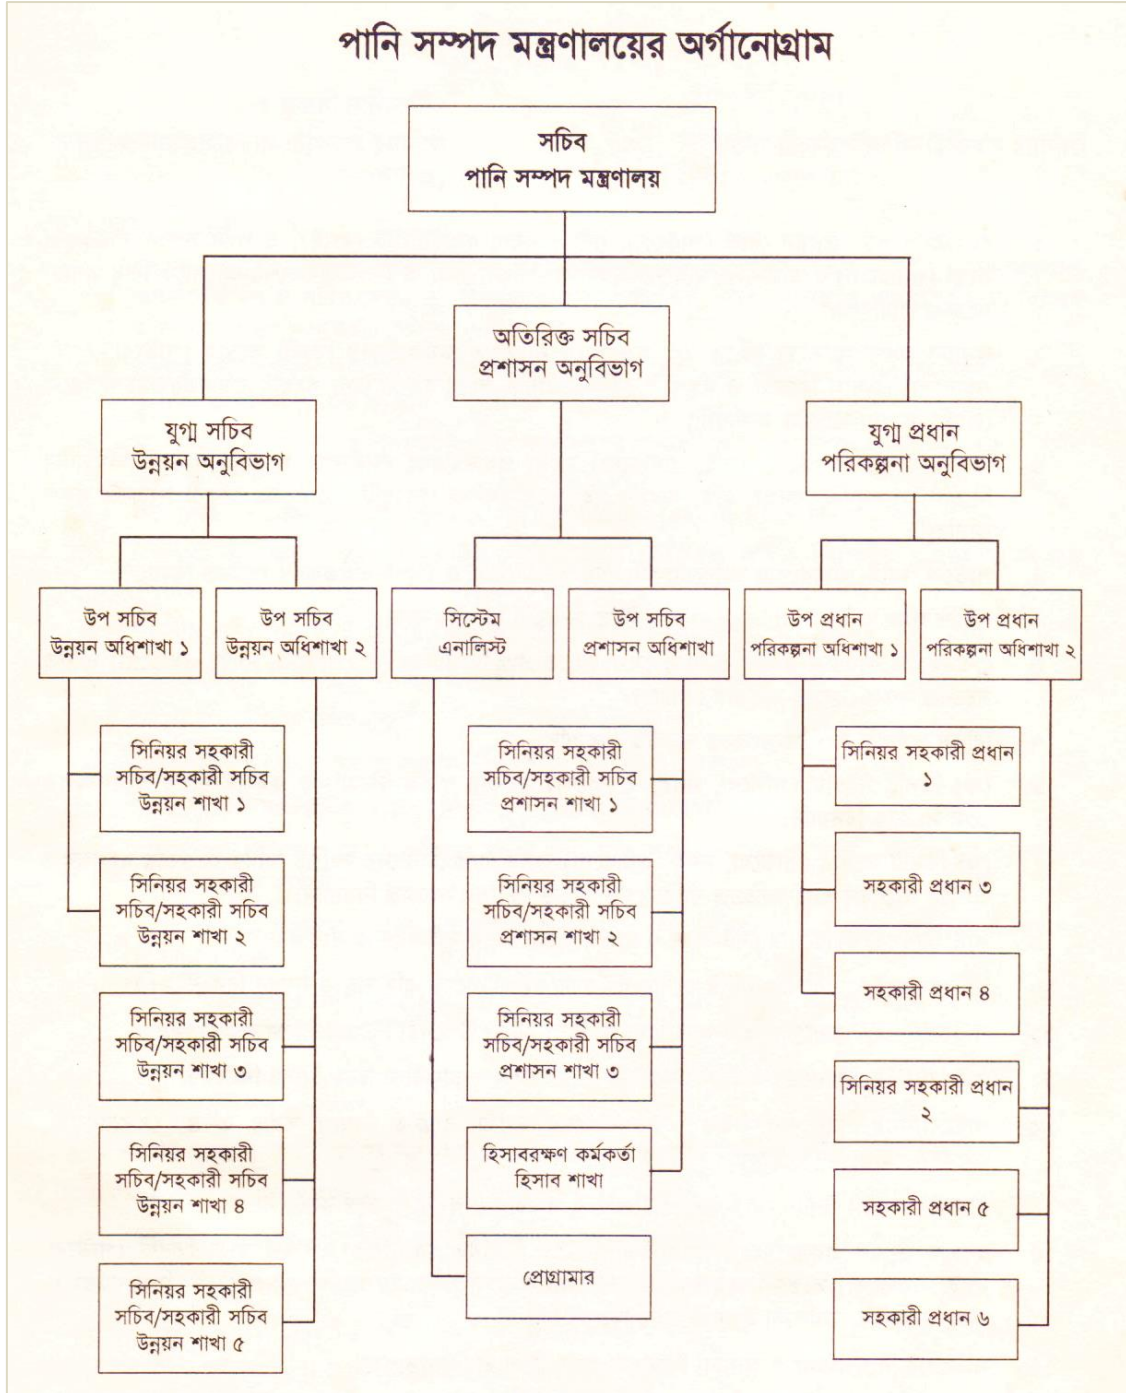 পানি সম্পদ মন্ত্রণালয়ের অর্গানোগ্রাম
সচিব
পানি সম্পদ মন্ত্রণালয়
অতিরিক্ত সচিব
প্রশাসন অনুবিভাগ
যুগ্ম সচিব
উন্নয়ন অনুবিভাগ
যুগ্ম প্রধান
পরিকল্পনা অনুবিভাগ
উপ সচিব
উন্নয়ন অধিশাখা ১
উপ সচিব
উন্নয়ন অধিশাখা ২
সিস্টেম
এনালিস্ট
উপ সচিব
প্রশাসন অধিশাখা
উপ প্রধান
পরিকল্পনা অধিশাখা ১
উপ প্রধান
পরিকল্পনা অধিশাখা ২
সিনিয়র সহকারী
সচিব/সহকারী সচিব
উন্নয়ন শাখা ১
সিনিয়র সহকারী
সচিব/সহকারী সচিব
উন্নয়ন শাখা ২
সিনিয়র সহকারী
সচিব/সহকারী সচিব
উন্নয়ন শাখা ৩
সিনিয়র সহকারী
সচিব/সহকারী সচিব
উন্নয়ন শাখা ৪
সিনিয়র সহকারী
সচিব/সহকারী সচিব
উন্নয়ন শাখা ৫
সিনিয়র সহকারী
সচিব/সহকারী সচিব
প্রশাসন শাখা ১
সিনিয়র সহকারী
সচিব/সহকারী সচিব
প্রশাসন শাখা ২
সিনিয়র সহকারী
সচিব/সহকারী সচিব
প্রশাসন শাখা ৩
হিসাবরক্ষণ কর্মকর্তা
হিসাব শাখা
প্রোগ্রামার
সিনিয়র সহকারী প্রধান
১
সহকারী প্রধান ৩
সহকারী প্রধান ৪
সিনিয়র সহকারী প্রধান
২
সহকারী প্রধান ৫
সহকারী প্রধান ৬